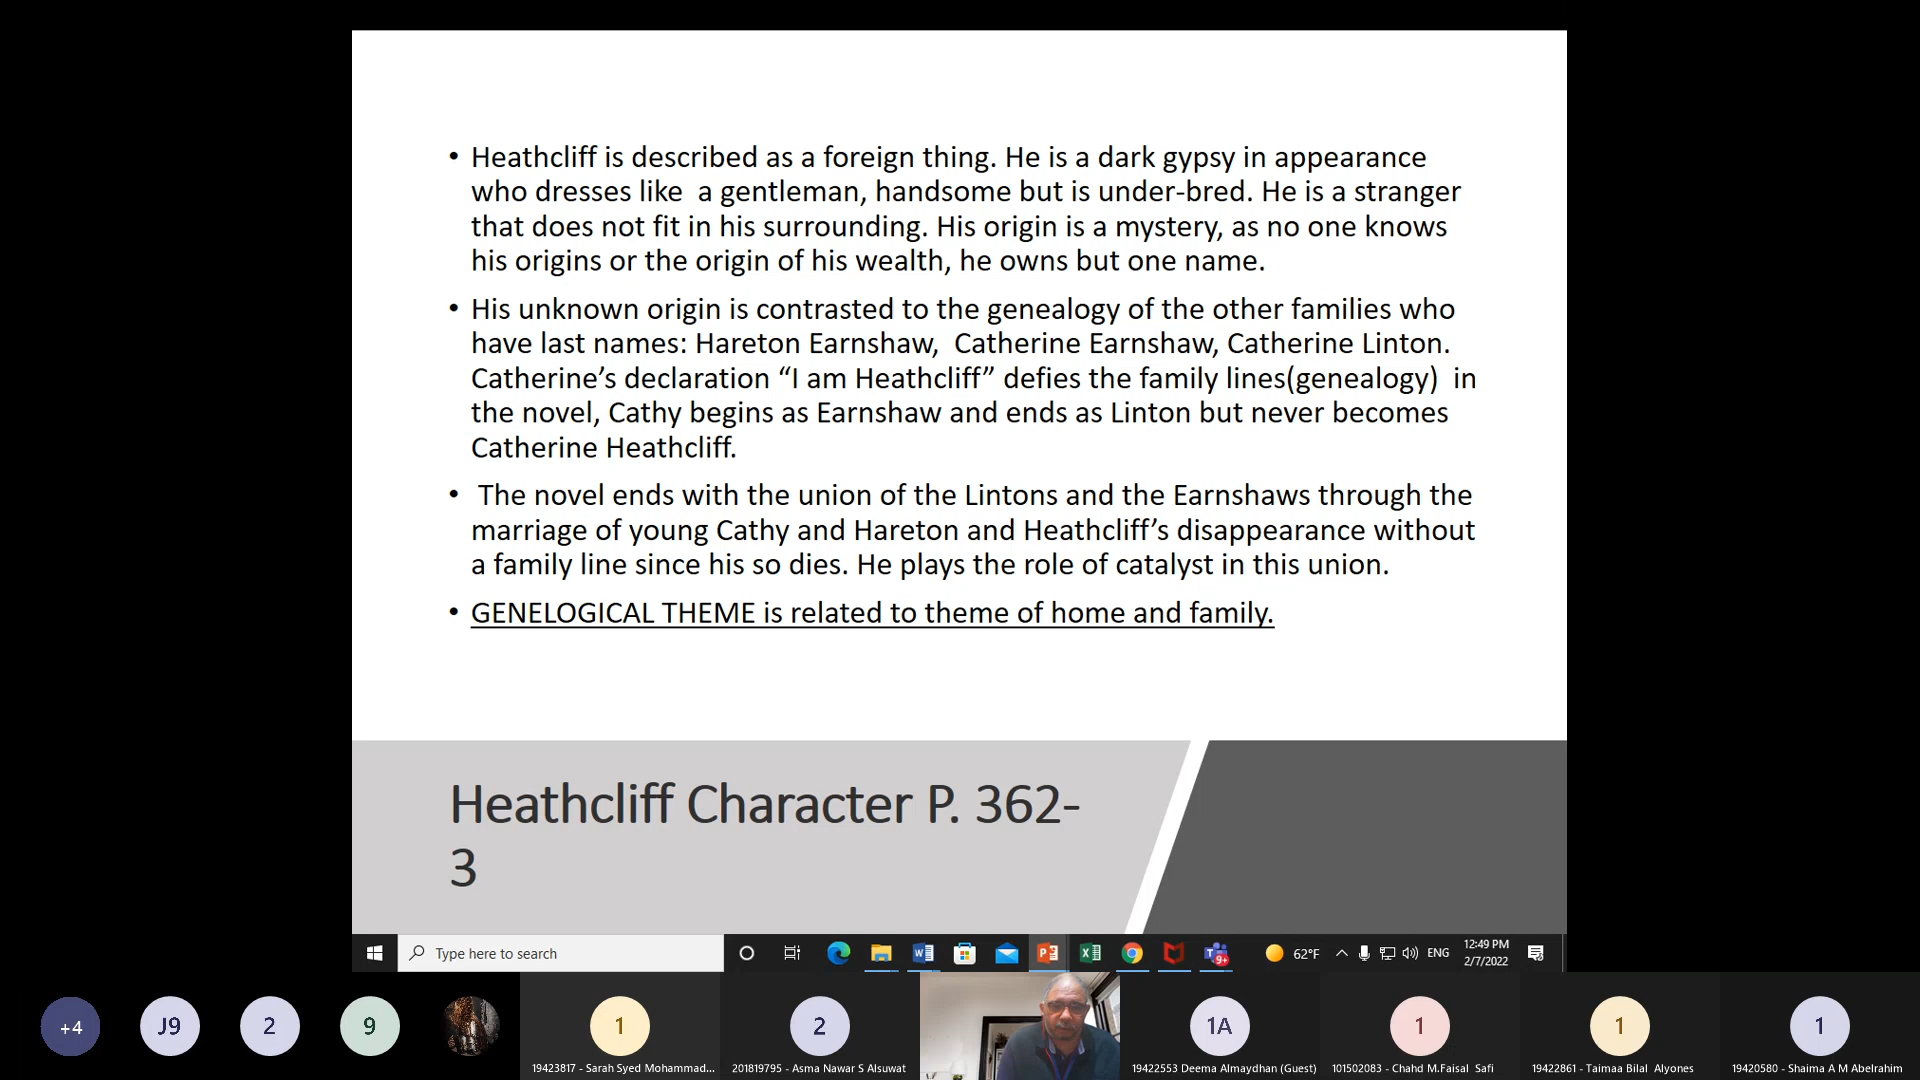 • Heathcliff is described as a foreign thing. He is a dark gypsy in appearance
who dresses like  a gentleman, handsome but is under-bred. He is a stranger
that does not fit in his surrounding. His origin is a mystery, as no one knows
his origins or the origin of his wealth, he owns but one name.
• His unknown origin is contrasted to the genealogy of the other families who
have last names: Hareton Earnshaw,  Catherine Earnshaw, Catherine Linton.
Catherine’s declaration “I am Heathcliff” defies the family lines(genealogy)  in
the novel, Cathy begins as Earnshaw and ends as Linton but never becomes
Catherine Heathcliff.
• The novel ends with the union of the Lintons and the Earnshaws through the
marriage of young Cathy and Hareton and Heathcliff’s disappearance without
a family line since his so dies. He plays the role of catalyst in this union.
• GENELOGICAL THEME is related to theme of home and family.
Heathcliff Character P. 362-
3
Type here to search
9+
62°F
ENG
12:49 PM
2/7/2022
+4
J9
2
9
1
2
1A
1
1
1
19423817 - Sarah Syed Mohammad...
201819795 - Asma Nawar S Alsuwat
19422553 Deema Almaydhan (Guest)
101502083 - Chahd M.Faisal  Safi
19422861 - Taimaa Bilal  Alyones
19420580 - Shaima A M Abelrahim